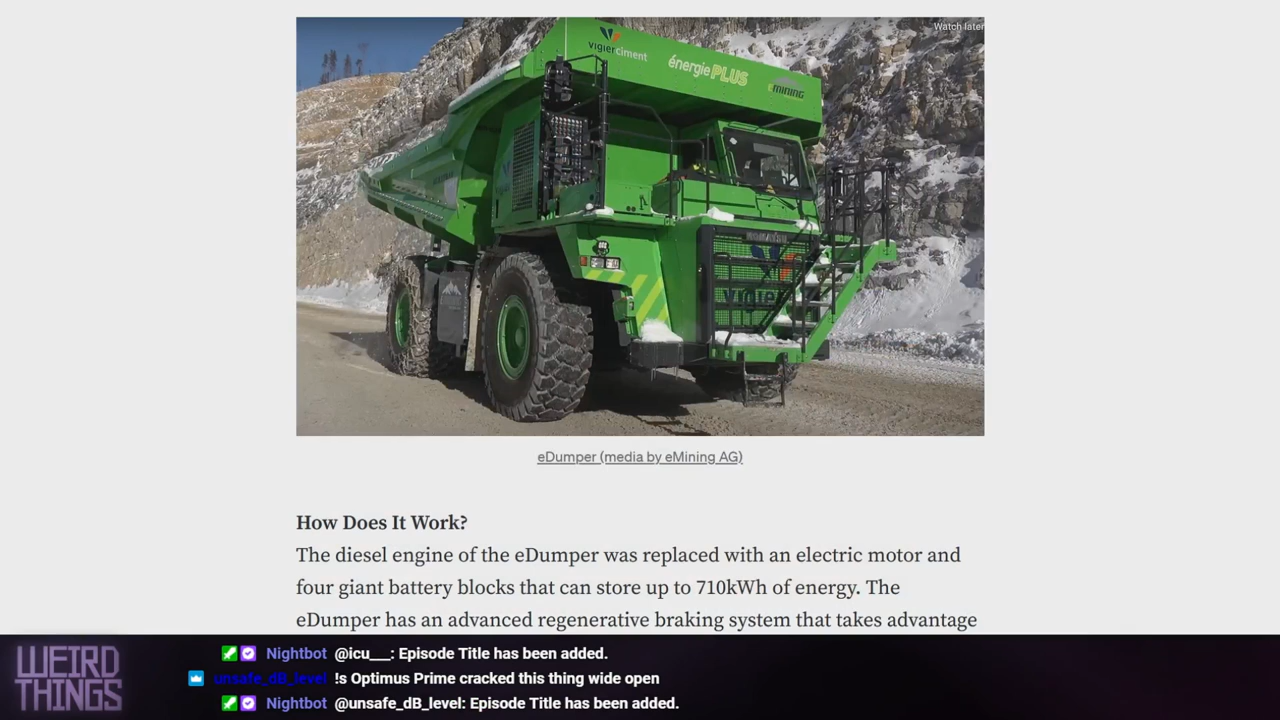 Watch later
vigierciment
énergiePLUS
eMINING
KOMATSU
vigier
eDumper (media by eMining AG)
How Does It Work?
The diesel engine of the eDumper was replaced with an electric motor and
four giant battery blocks that can store up to 710kWh of energy. The
eDumper has an advanced regenerative braking system that takes advantage
WEIRD
THINGS
Nightbot @icu___: Episode Title has been added.
unsafe_dB_level !s Optimus Prime cracked this thing wide open
Nightbot @unsafe_dB_level: Episode Title has been added.